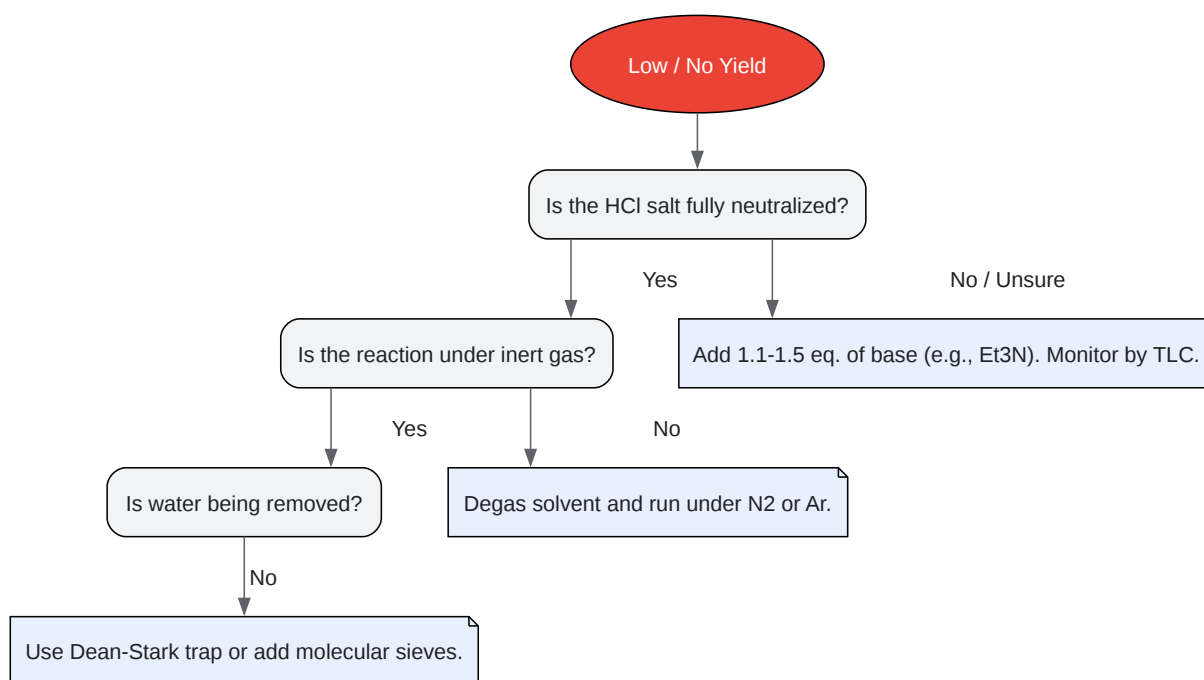 Low / No Yield
Is the HCl salt fully neutralized?
Yes
No / Unsure
Is the reaction under inert gas?
Add 1.1-1.5 eq. of base (e.g., Et3N). Monitor by TLC.
Yes
No
Is water being removed?
Degas solvent and run under N2 or Ar.
No
Use Dean-Stark trap or add molecular sieves.